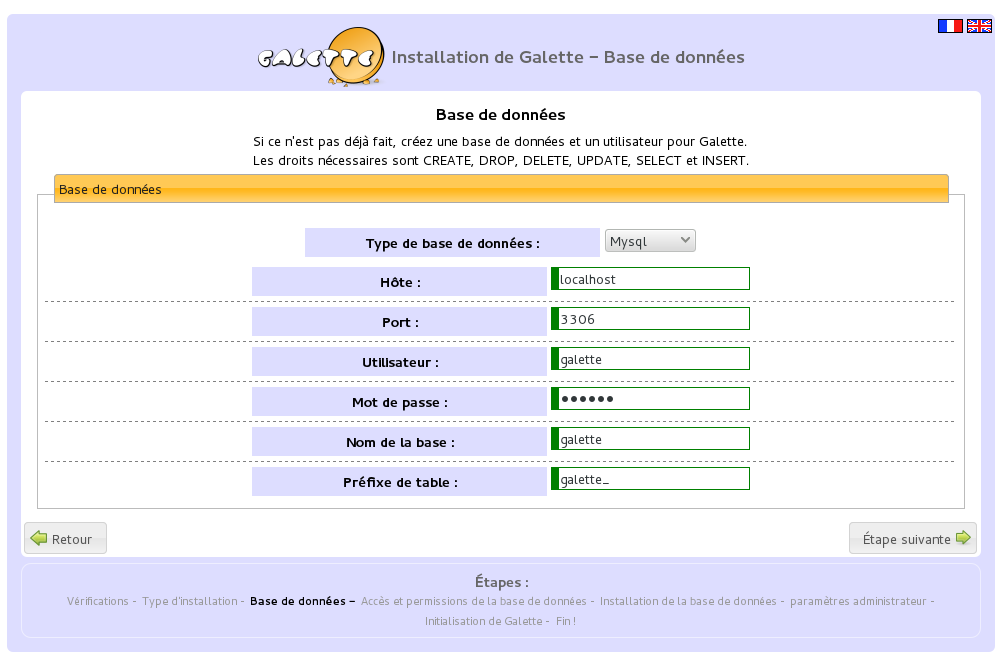 GALETTE Installation de Galette – Base de données
Base de données
Si ce n'est pas déjà fait, créez une base de données et un utilisateur pour Galette.
Les droits nécessaires sont CREATE, DROP, DELETE, UPDATE, SELECT et INSERT.
Base de données
Type de base de données : Mysql
Hôte : localhost
Port : 3306
Utilisateur : galette
Mot de passe : ●●●●●●
Nom de la base : galette
Préfixe de table : galette_
Retour Étape suivante
Étapes :
Vérifications - Type d'installation - Base de données – Accès et permissions de la base de données - Installation de la base de données - paramètres administrateur -
Initialisation de Galette - Fin !